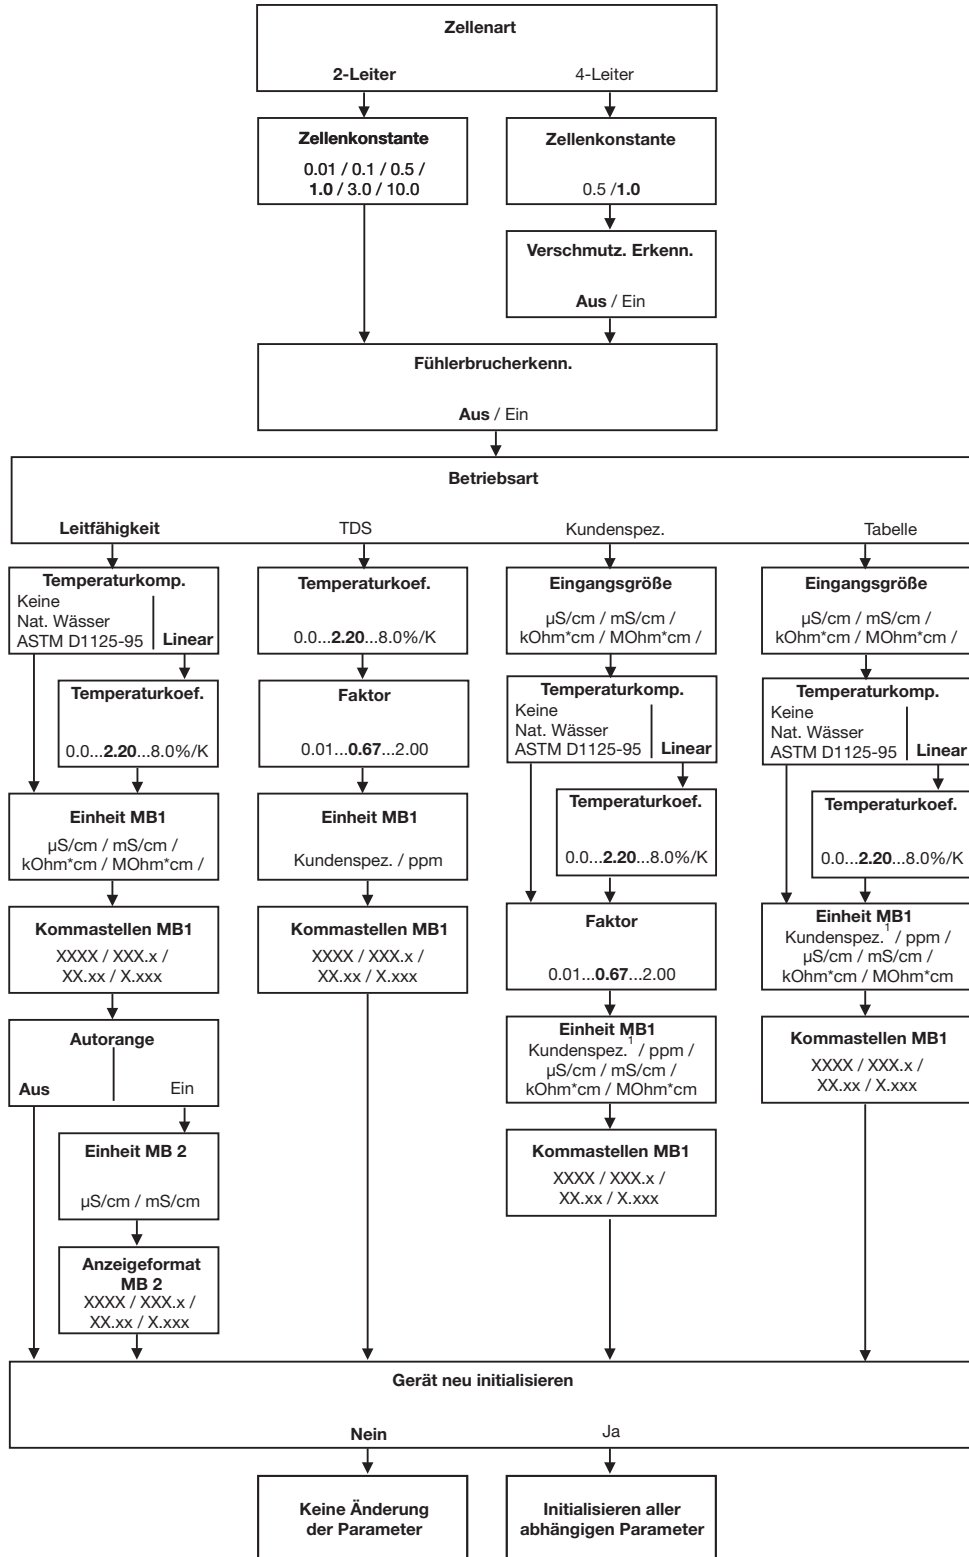 Zellenart
2-Leiter 4-Leiter
Zellenkonstante
0.01 / 0.1 / 0.5 /
1.0 / 3.0 / 10.0
Zellenkonstante
0.5 /1.0
Verschmutz. Erkenn.
Aus / Ein
Fühlerbrucherkenn.
Aus / Ein
Betriebsart
Leitfähigkeit TDS Kundenspez. Tabelle
Temperaturkomp.
Keine
Nat. Wässer
ASTM D1125-95 Linear
Temperaturkoef.
0.0...2.20...8.0%/K
Einheit MB1
µS/cm / mS/cm /
kOhm*cm / MOhm*cm /
Kommastellen MB1
XXXX / XXX.x /
XX.xx / X.xxx
Autorange
Aus Ein
Einheit MB 2
µS/cm / mS/cm
Anzeigeformat
MB 2
XXXX / XXX.x /
XX.xx / X.xxx
Temperaturkoef.
0.0...2.20...8.0%/K
Faktor
0.01...0.67...2.00
Einheit MB1
Kundenspez. / ppm
Kommastellen MB1
XXXX / XXX.x /
XX.xx / X.xxx
Eingangsgröße
µS/cm / mS/cm /
kOhm*cm / MOhm*cm /
Temperaturkomp.
Keine
Nat. Wässer
ASTM D1125-95 Linear
Temperaturkoef.
0.0...2.20...8.0%/K
Faktor
0.01...0.67...2.00
Einheit MB1
Kundenspez.¹ / ppm /
µS/cm / mS/cm /
kOhm*cm / MOhm*cm
Kommastellen MB1
XXXX / XXX.x /
XX.xx / X.xxx
Eingangsgröße
µS/cm / mS/cm /
kOhm*cm / MOhm*cm /
Temperaturkomp.
Keine
Nat. Wässer
ASTM D1125-95 Linear
Temperaturkoef.
0.0...2.20...8.0%/K
Einheit MB1
Kundenspez.¹ / ppm /
µS/cm / mS/cm /
kOhm*cm / MOhm*cm
Kommastellen MB1
XXXX / XXX.x /
XX.xx / X.xxx
Gerät neu initialisieren
Nein Ja
Keine Änderung
der Parameter
Initialisieren aller
abhängigen Parameter